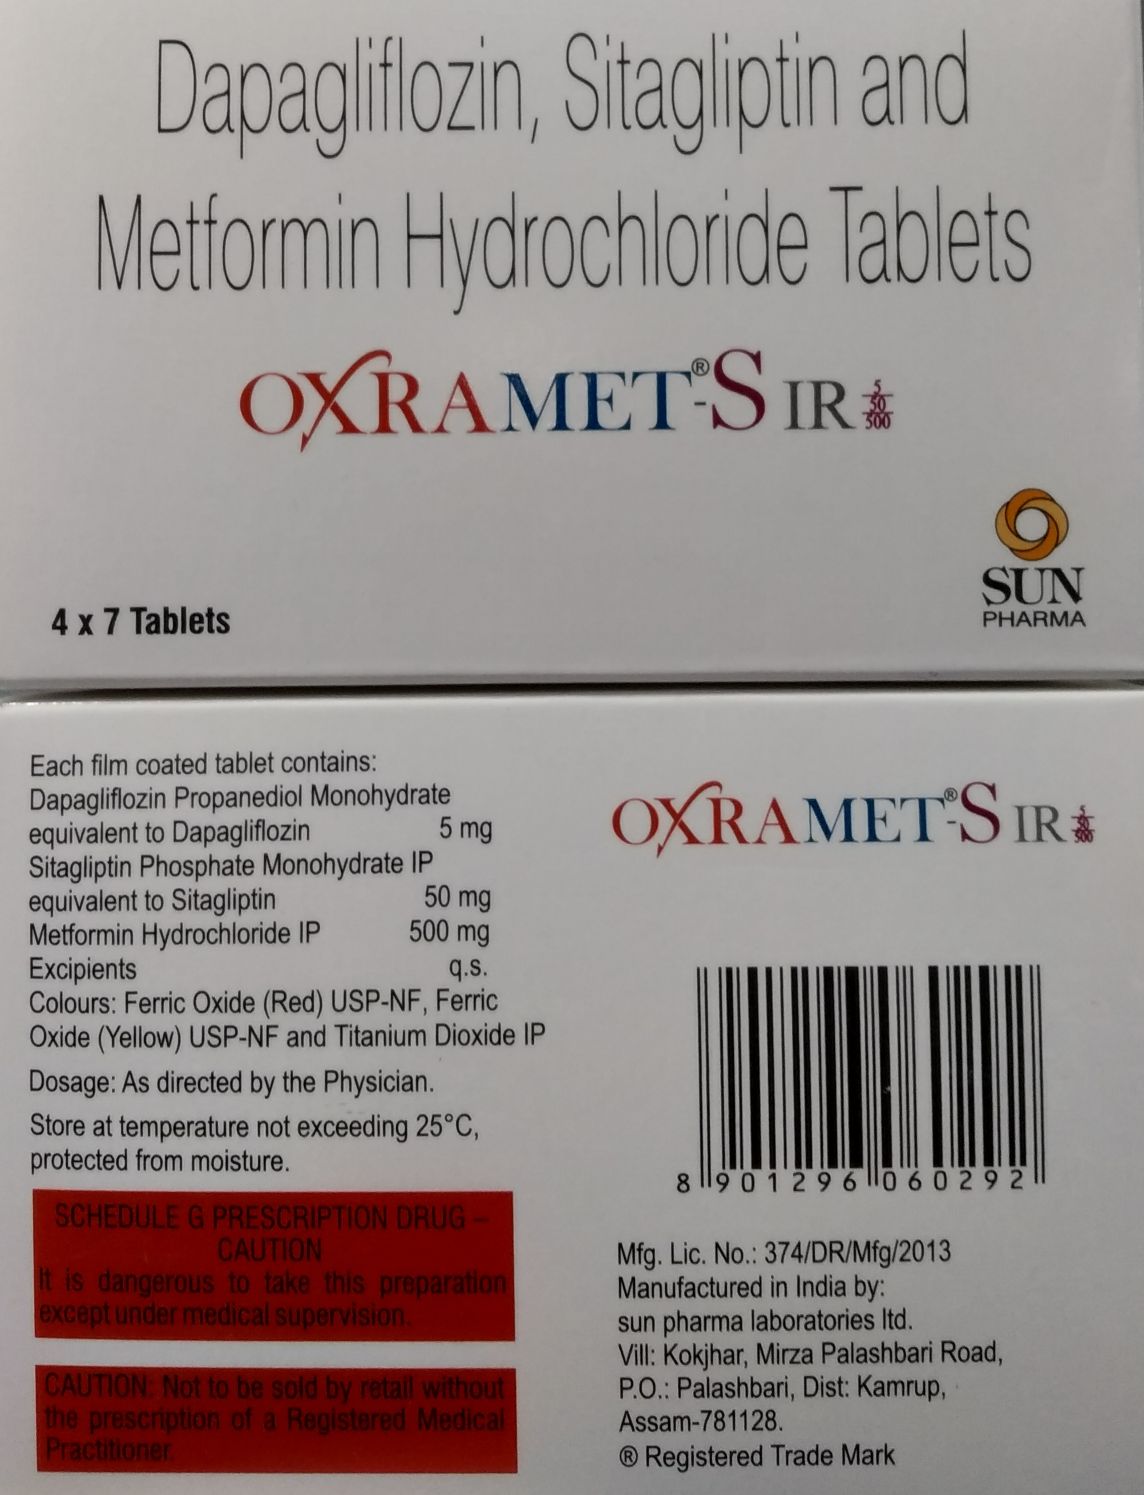 Dapagliflozin, Sitagliptin and
Metformin Hydrochloride Tablets
OXRAMET®-S IR 5/50/500
SUN
PHARMA
4 x 7 Tablets
Each film coated tablet contains:
Dapagliflozin Propanediol Monohydrate
equivalent to Dapagliflozin 5 mg
Sitagliptin Phosphate Monohydrate IP
equivalent to Sitagliptin 50 mg
Metformin Hydrochloride IP 500 mg
Excipients q.s.
Colours: Ferric Oxide (Red) USP-NF, Ferric
Oxide (Yellow) USP-NF and Titanium Dioxide IP
Dosage: As directed by the Physician.
Store at temperature not exceeding 25°C,
protected from moisture.
SCHEDULE G PRESCRIPTION DRUG –
CAUTION
It is dangerous to take this preparation
except under medical supervision.
CAUTION: Not to be sold by retail without
the prescription of a Registered Medical
Practitioner.
OXRAMET®-S IR 5/50/500
8 901296 060292
Mfg. Lic. No.: 374/DR/Mfg/2013
Manufactured in India by:
sun pharma laboratories ltd.
Vill: Kokjhar, Mirza Palashbari Road,
P.O.: Palashbari, Dist: Kamrup,
Assam-781128.
® Registered Trade Mark